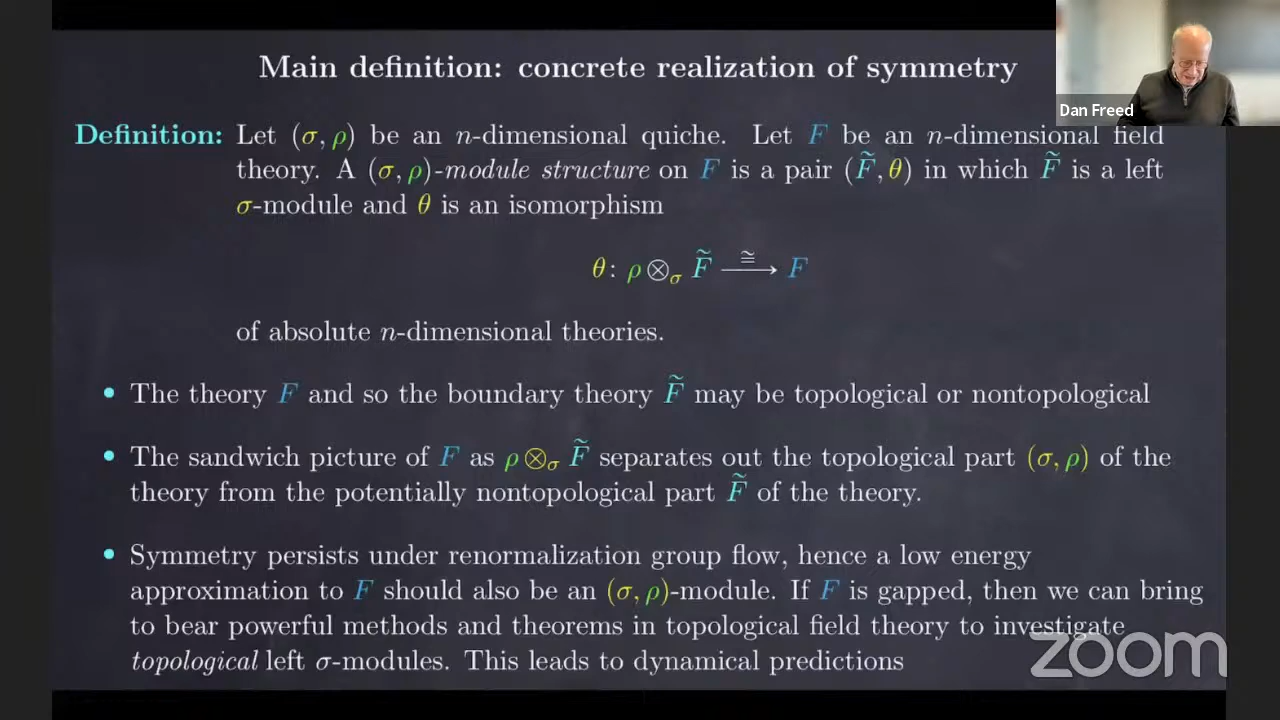 Main definition: concrete realization of symmetry
Dan Freed
Definition: Let (σ, ρ) be an n-dimensional quiche. Let F be an n-dimensional field
theory. A (σ, ρ)-module structure on F is a pair (F̃, θ) in which F̃ is a left
σ-module and θ is an isomorphism
θ: ρ ⊗σ F̃ ≅⟶ F
of absolute n-dimensional theories.
• The theory F and so the boundary theory F̃ may be topological or nontopological
• The sandwich picture of F as ρ ⊗σ F̃ separates out the topological part (σ, ρ) of the
theory from the potentially nontopological part F̃ of the theory.
• Symmetry persists under renormalization group flow, hence a low energy
approximation to F should also be an (σ, ρ)-module. If F is gapped, then we can bring
to bear powerful methods and theorems in topological field theory to investigate
topological left σ-modules. This leads to dynamical predictions
zoom